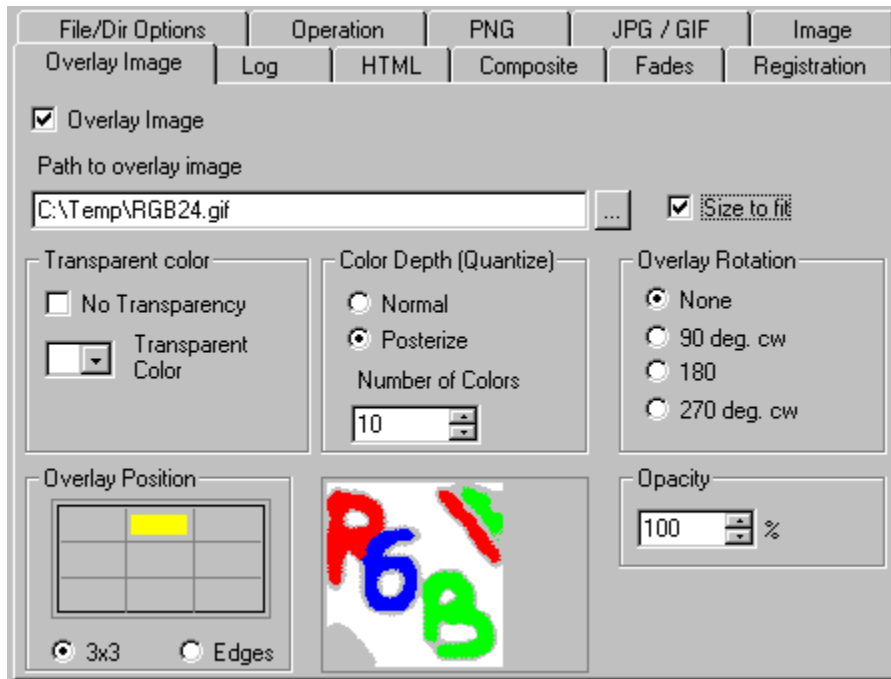 File/Dir Options Operation PNG JPG / GIF Image
Overlay Image Log HTML Composite Fades Registration
Overlay Image
Path to overlay image
C:\Temp\RGB24.gif ... Size to fit
Transparent color
No Transparency
Transparent
Color
Color Depth (Quantize)
Normal
Posterize
Number of Colors
10
Overlay Rotation
None
90 deg. cw
180
270 deg. cw
Overlay Position
3x3 Edges
RGB
Opacity
100 %